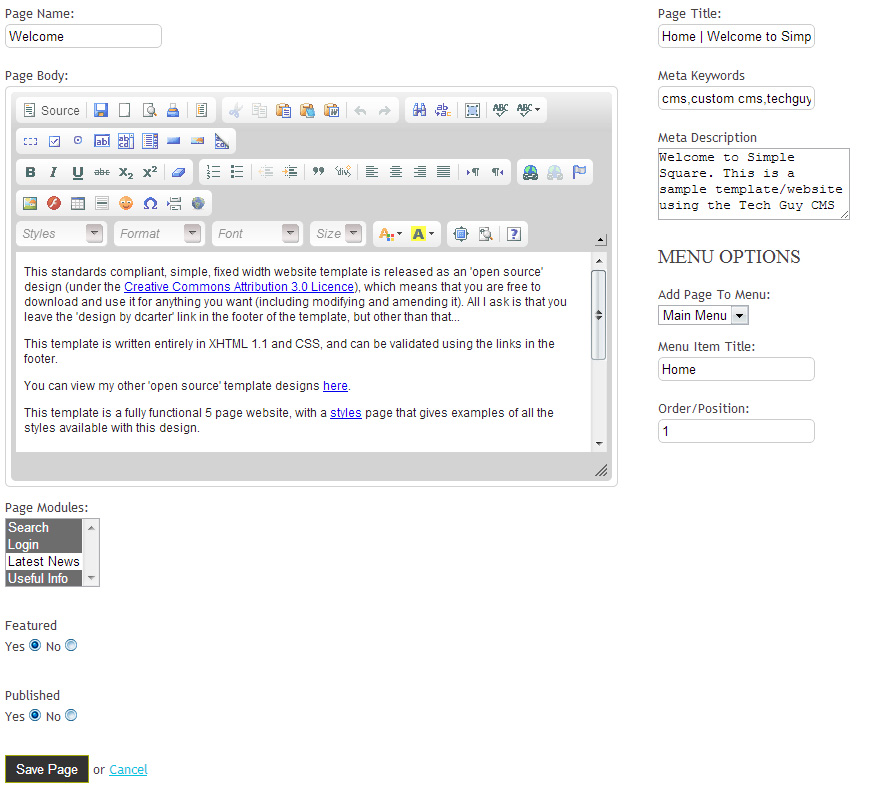 Page Name:
Welcome
Page Body:
Source
ABC ABC
B I U abc X2 X2
Styles Format Font Size
This standards compliant, simple, fixed width website template is released as an 'open source'
design (under the Creative Commons Attribution 3.0 Licence), which means that you are free to
download and use it for anything you want (including modifying and amending it). All I ask is that you
leave the 'design by dcarter' link in the footer of the template, but other than that...
This template is written entirely in XHTML 1.1 and CSS, and can be validated using the links in the
footer.
You can view my other 'open source' template designs here.
This template is a fully functional 5 page website, with a styles page that gives examples of all the
styles available with this design.
Page Modules:
Search
Login
Latest News
Useful Info
Featured
Yes No
Published
Yes No
Save Page or Cancel
Page Title:
Home | Welcome to Simp
Meta Keywords
cms,custom cms,techguy
Meta Description
Welcome to Simple
Square. This is a
sample template/website
using the Tech Guy CMS
MENU OPTIONS
Add Page To Menu:
Main Menu
Menu Item Title:
Home
Order/Position:
1